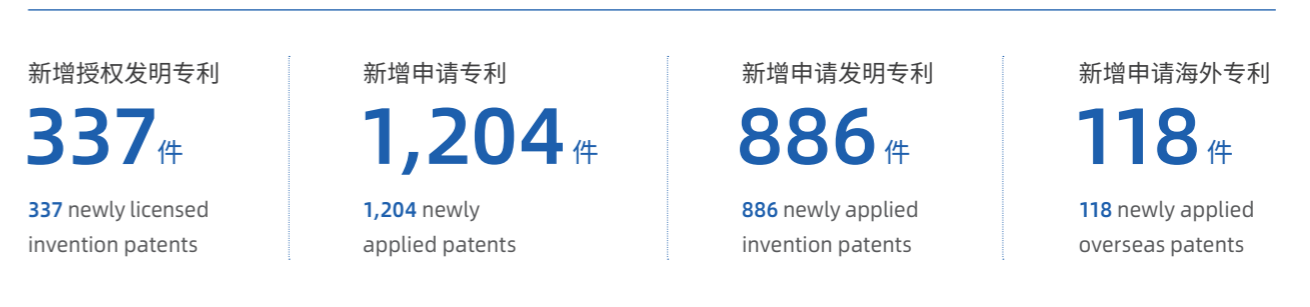 新增授权发明专利
337件
337 newly licensed
invention patents
新增申请专利
1,204件
1,204 newly
applied patents
新增申请发明专利
886件
886 newly applied
invention patents
新增申请海外专利
118件
118 newly applied
overseas patents